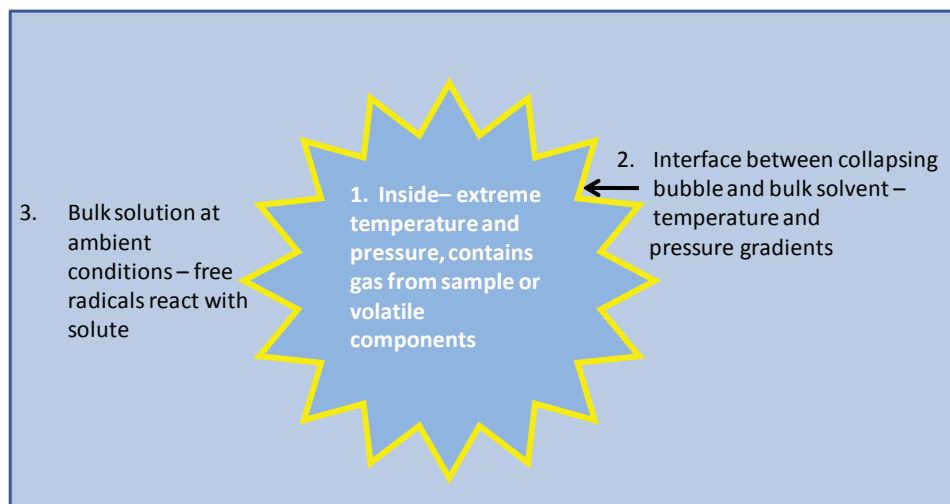 1. Inside– extreme
temperature and
pressure, contains
gas from sample or
volatile
components
2. Interface between collapsing
bubble and bulk solvent –
temperature and
pressure gradients
3. Bulk solution at
ambient
conditions – free
radicals react with
solute